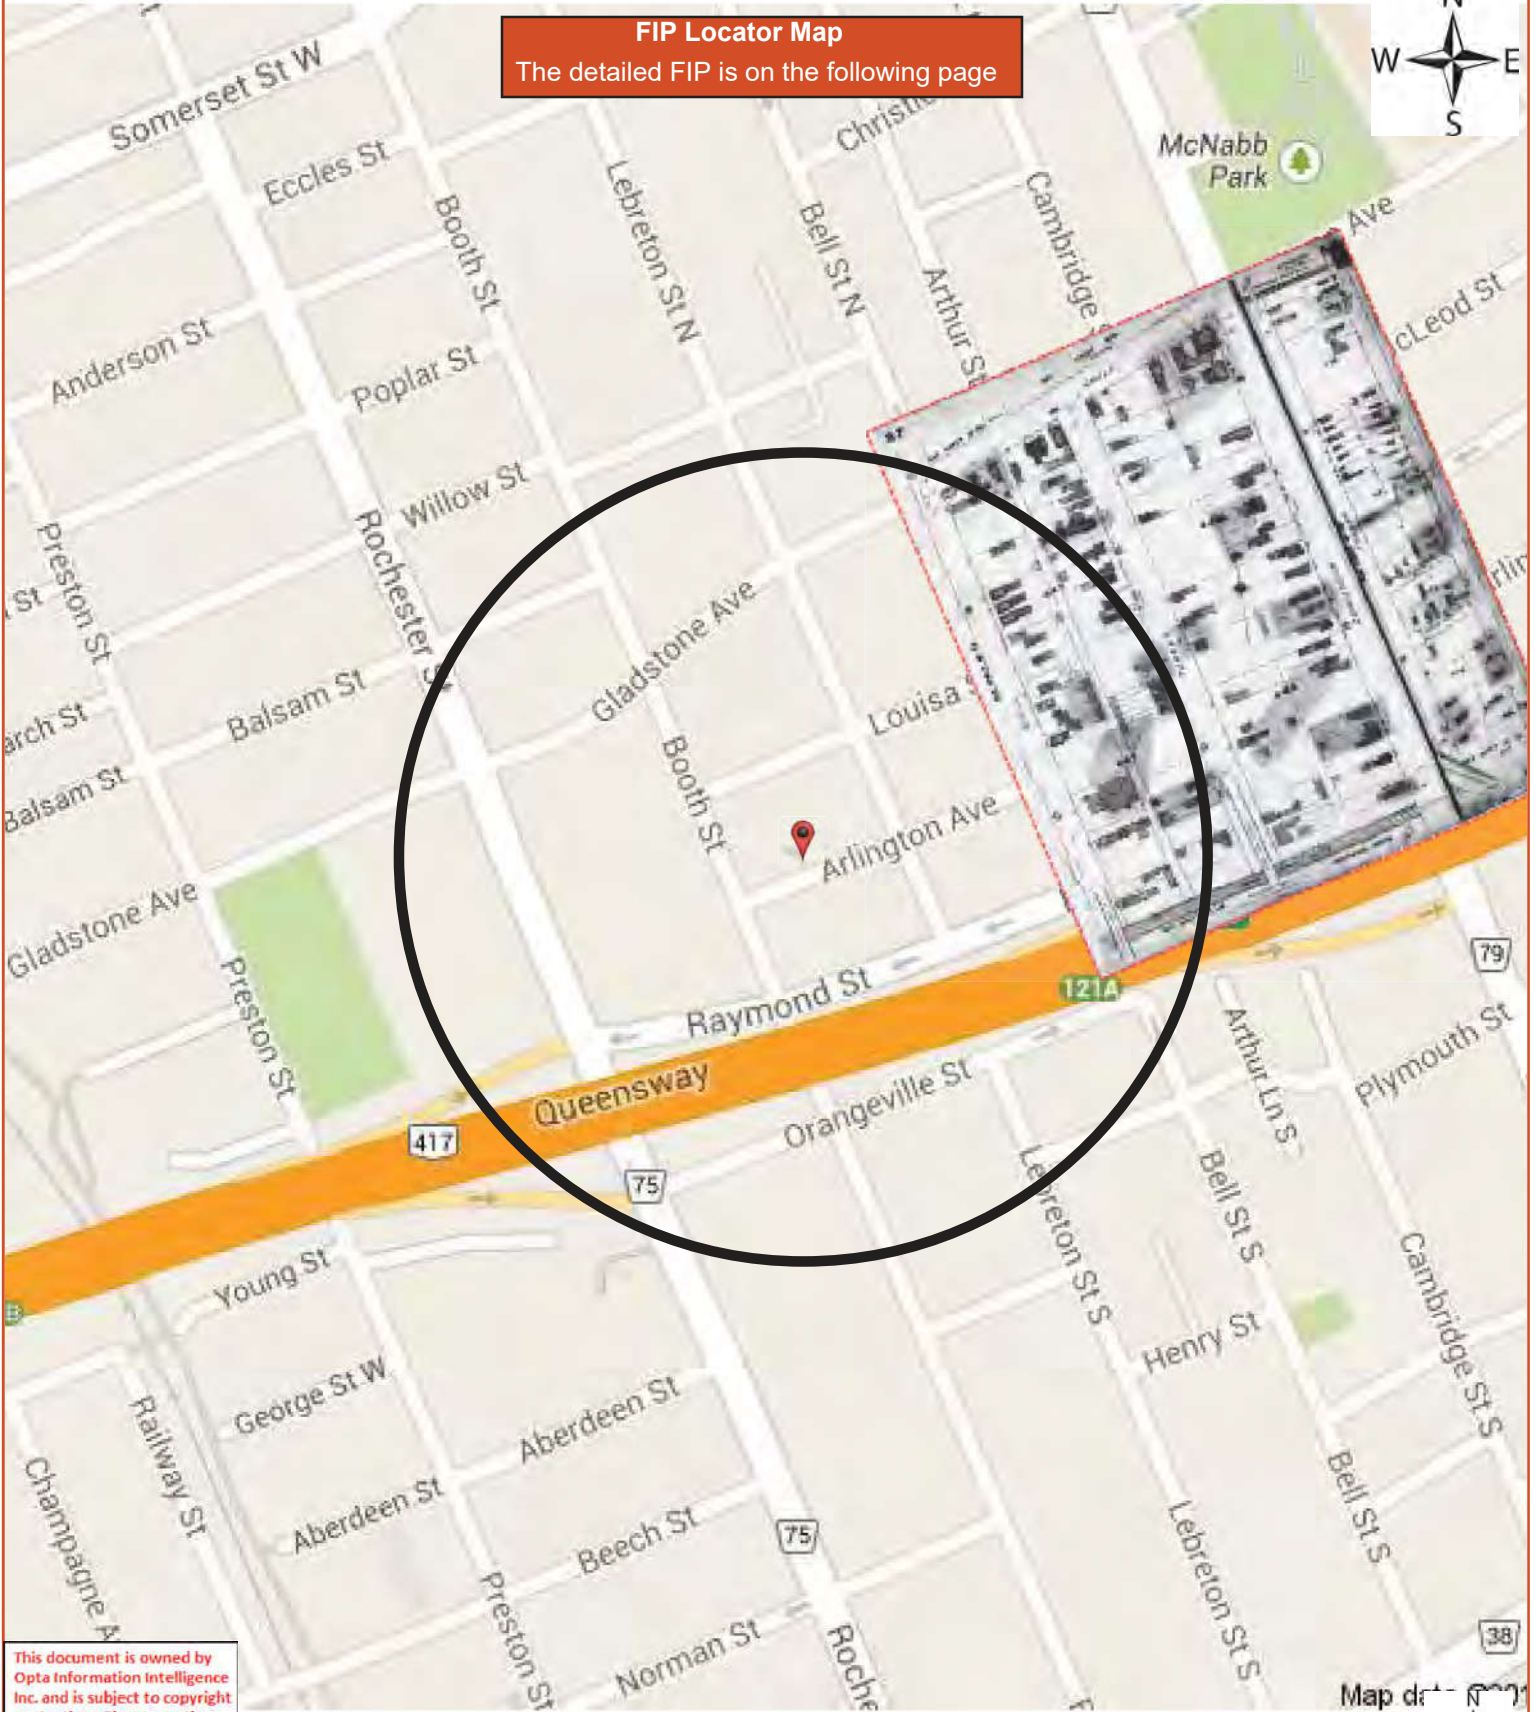 FIP Locator Map
The detailed FIP is on the following page
N
W E
S
Somerset St W
Eccles St
Booth St
Lebreton St N
Bell St N
Arthur St
Cambridge
McNabb
Park
Ave
Anderson St
Poplar St
Willow St
Preston St
Rochester St
St
Balsam St
Balsam St
Gladstone Ave
Louisa
Booth St
Arlington Ave
Gladstone Ave
Preston St
Raymond St
Queensway
417
75
121A
79
Orangeville St
Arthur Ln S
Plymouth St
Lebreton St S
Bell St S
Cambridge St S
Henry St
Young St
George St W
Railway St
Aberdeen St
Aberdeen St
Beech St
75
Champagne A
Preston St
Norman St
Roche
Lebreton St S
Bell St S
38
This document is owned by
Opta Information Intelligence
Inc. and is subject to copyright
Map
N